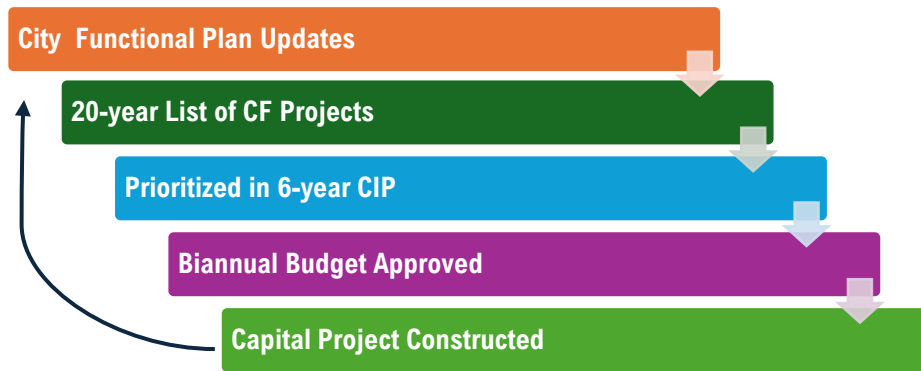 City  Functional Plan Updates
20-year List of CF Projects
Prioritized in 6-year CIP
Biannual Budget Approved
Capital Project Constructed